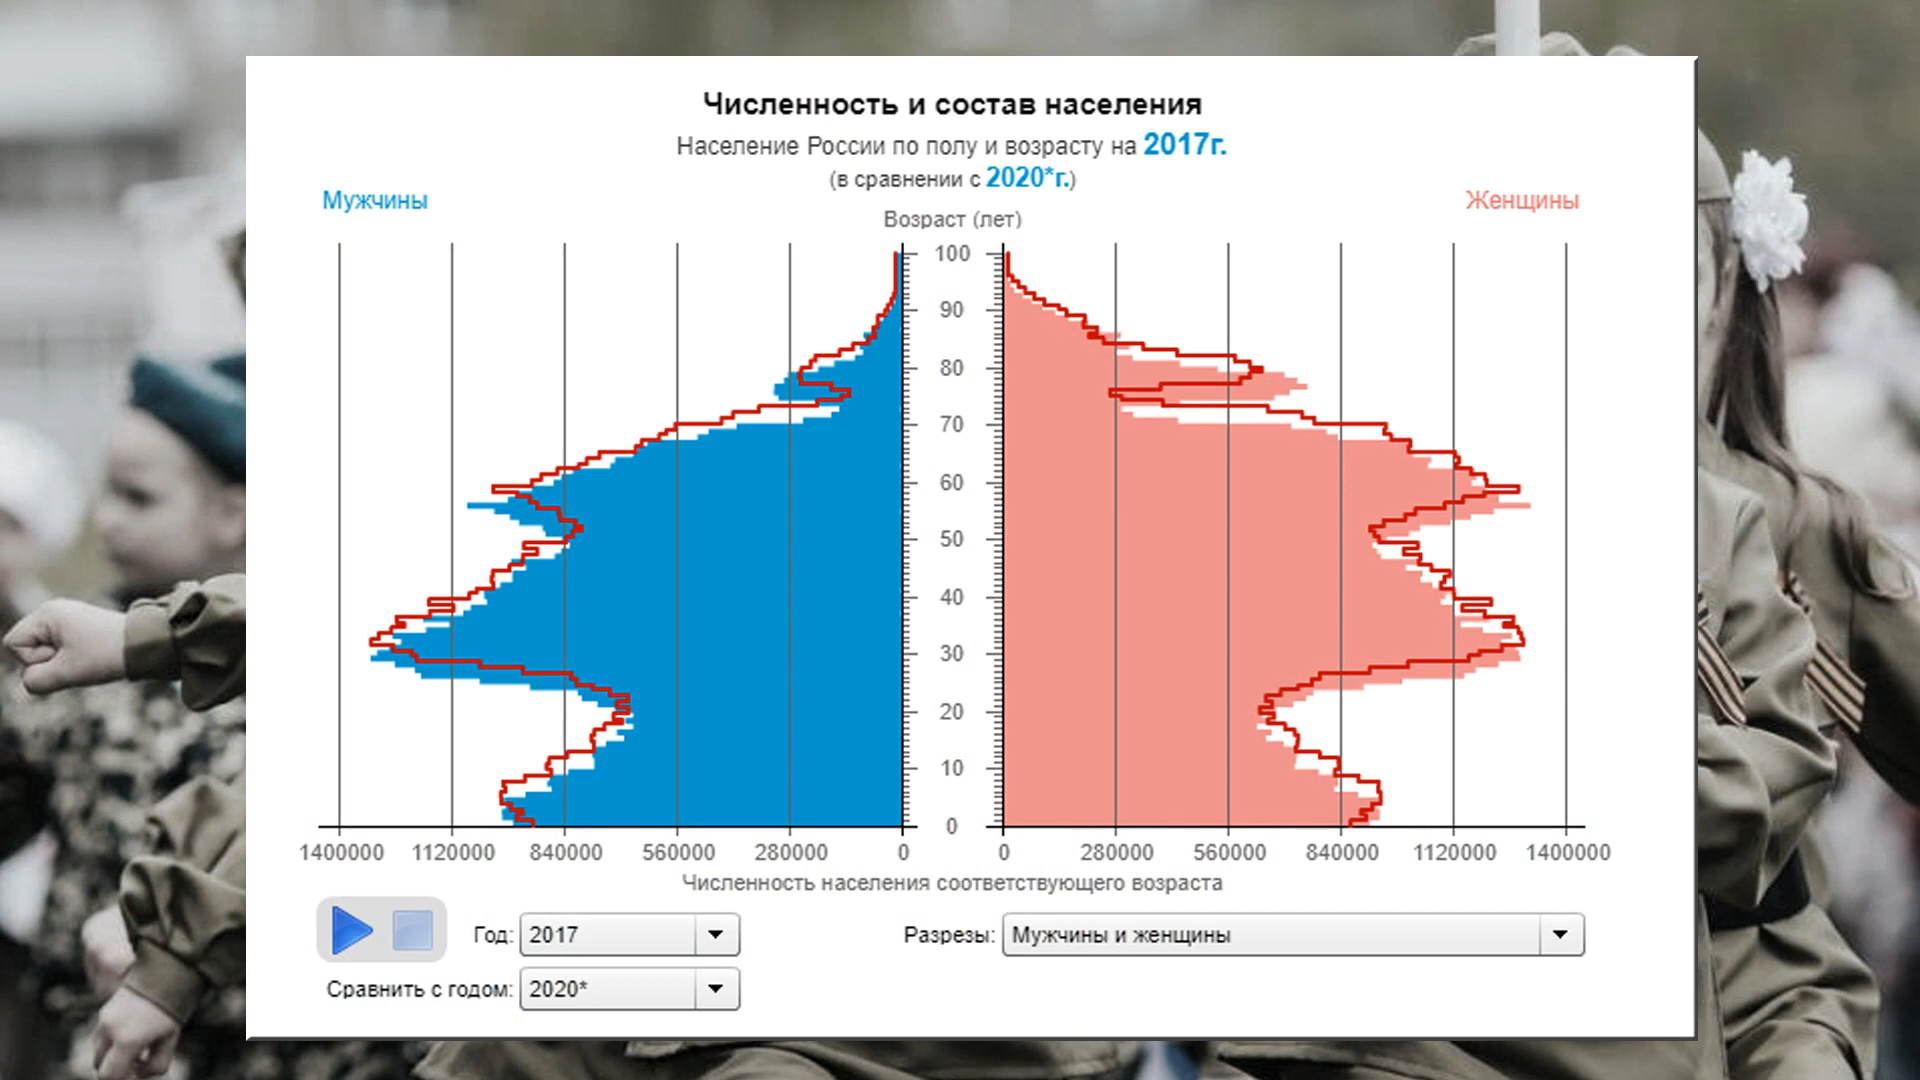 Численность и состав населения
Население России по полу и возрасту на 2017г.
(в сравнении с 2020*г.)
Мужчины
Женщины
Возраст (лет)
100
90
80
70
60
50
40
30
20
10
0
1400000 1120000 840000 560000 280000 0 0 280000 560000 840000 1120000 1400000
Численность населения соответствующего возраста
Год: 2017 Разрезы: Мужчины и женщины
Сравнить с годом: 2020*